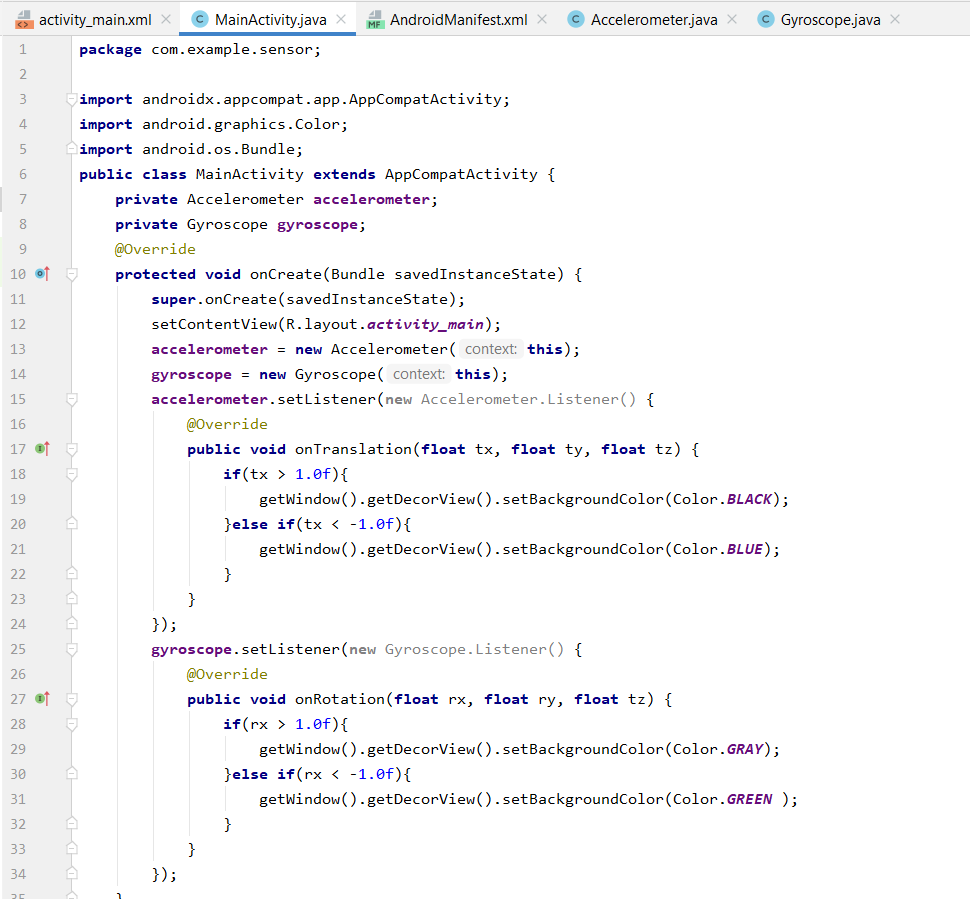 activity_main.xml × MainActivity.java × MF AndroidManifest.xml × C Accelerometer.java × C Gyroscope.java ×
1 package com.example.sensor;
2
3 import androidx.appcompat.app.AppCompatActivity;
4 import android.graphics.Color;
5 import android.os.Bundle;
6 public class MainActivity extends AppCompatActivity {
7     private Accelerometer accelerometer;
8     private Gyroscope gyroscope;
9     @Override
10     protected void onCreate(Bundle savedInstanceState) {
11         super.onCreate(savedInstanceState);
12         setContentView(R.layout.activity_main);
13         accelerometer = new Accelerometer( context: this);
14         gyroscope = new Gyroscope( context: this);
15         accelerometer.setListener(new Accelerometer.Listener() {
16             @Override
17             public void onTranslation(float tx, float ty, float tz) {
18                 if(tx > 1.0f){
19                     getWindow().getDecorView().setBackgroundColor(Color.BLACK);
20                 }else if(tx < -1.0f){
21                     getWindow().getDecorView().setBackgroundColor(Color.BLUE);
22                 }
23             }
24         });
25         gyroscope.setListener(new Gyroscope.Listener() {
26             @Override
27             public void onRotation(float rx, float ry, float tz) {
28                 if(rx > 1.0f){
29                     getWindow().getDecorView().setBackgroundColor(Color.GRAY);
30                 }else if(rx < -1.0f){
31                     getWindow().getDecorView().setBackgroundColor(Color.GREEN );
32                 }
33             }
34         });
35     }